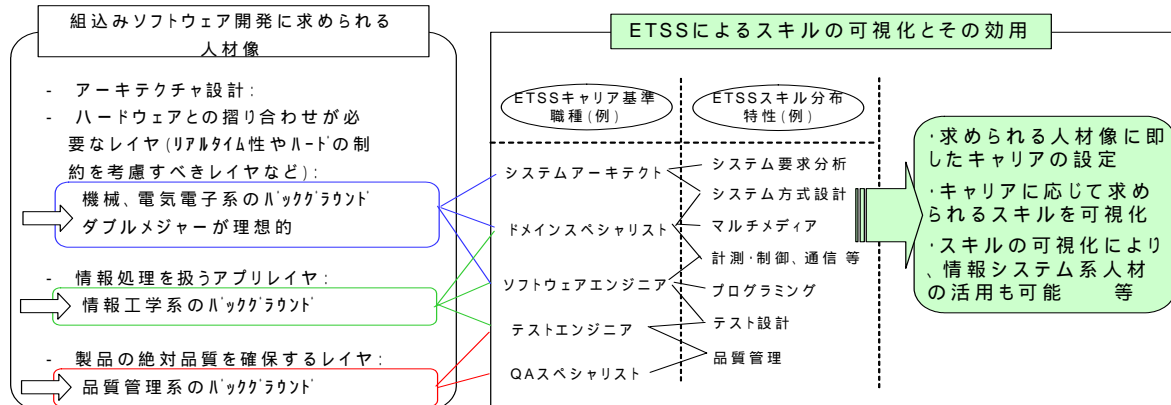 組込みソフトウェア開発に求められる
人材像
- アーキテクチャ設計:
- ハードウェアとの摺り合わせが必
要なレイヤ(ﾘｱﾙﾀｲﾑ性やﾊｰﾄﾞの制
約を考慮すべきレイヤなど):
機械、電気電子系のﾊﾞｯｸｸﾞﾗｳﾝﾄﾞ
ダブルメジャーが理想的
- 情報処理を扱うアプリレイヤ:
情報工学系のﾊﾞｯｸｸﾞﾗｳﾝﾄﾞ
- 製品の絶対品質を確保するレイヤ:
品質管理系のﾊﾞｯｸｸﾞﾗｳﾝﾄﾞ
ETSSによるスキルの可視化とその効用
ETSSキャリア基準
職種(例)
システムアーキテクト
ドメインスペシャリスト
ソフトウェアエンジニア
テストエンジニア
QAスペシャリスト
ETSSスキル分布
特性(例)
システム要求分析
システム方式設計
マルチメディア
計測･制御、通信 等
プログラミング
テスト設計
品質管理
･求められる人材像に即
したキャリアの設定
･キャリアに応じて求め
られるスキルを可視化
･スキルの可視化により
、情報システム系人材
の活用も可能 等